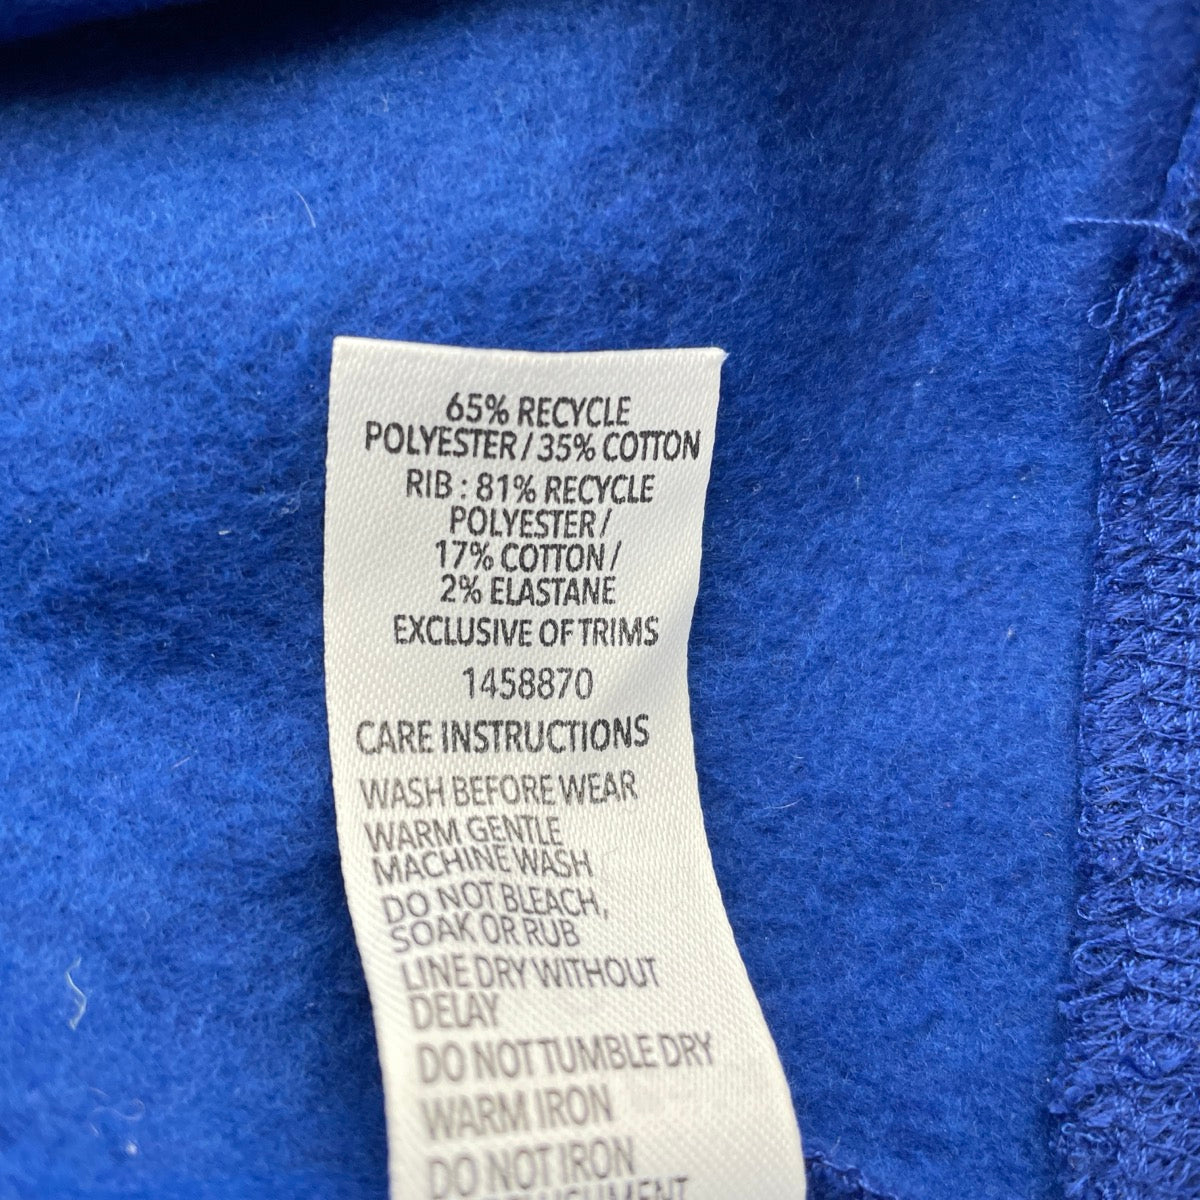 65% RECYCLE
POLYESTER / 35% COTTON
RIB : 81% RECYCLE
POLYESTER /
17% COTTON /
2% ELASTANE
EXCLUSIVE OF TRIMS
1458870
CARE INSTRUCTIONS
WASH BEFORE WEAR
WARM GENTLE
MACHINE WASH
DO NOT BLEACH,
SOAK OR RUB
LINE DRY WITHOUT
DELAY
DO NOT TUMBLE DRY
WARM IRON
DO NOT IRON